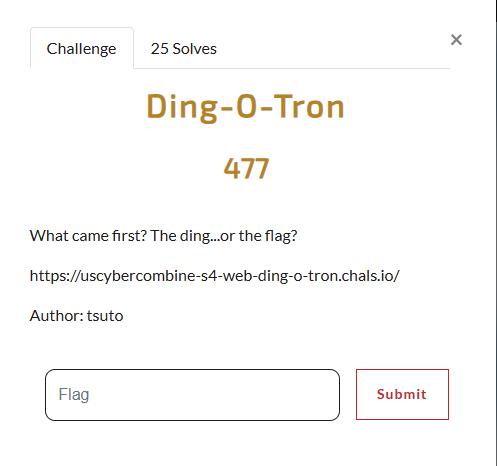 Challenge
25 Solves
×
Ding-O-Tron
477
What came first? The ding...or the flag?
https://uscybercombine-s4-web-ding-o-tron.chals.io/
Author: tsuto
Flag
Submit